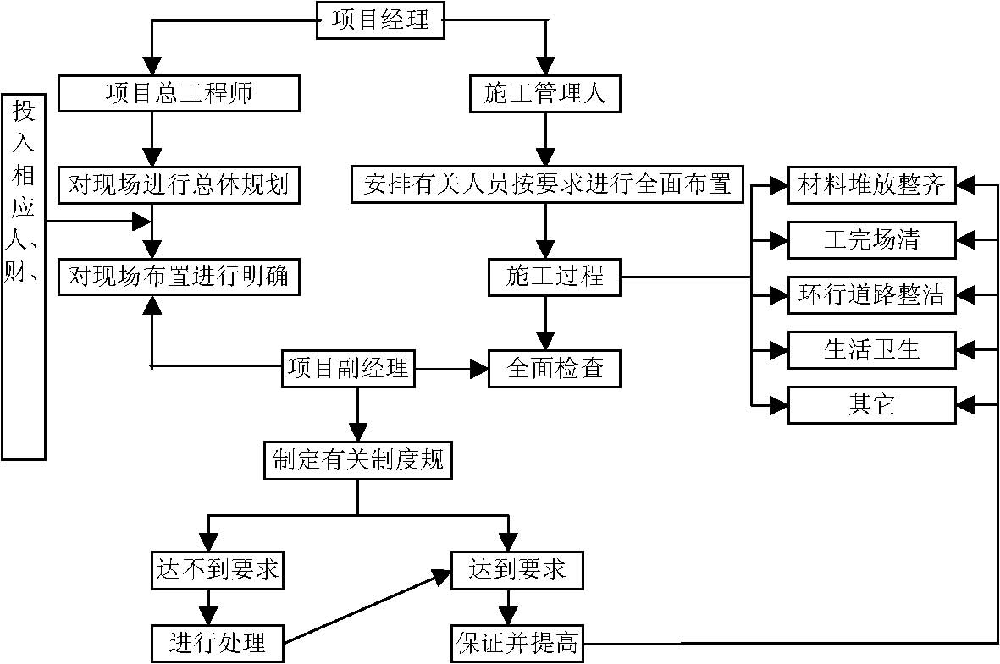 项目经理
项目总工程师
施工管理人
投
入
相
应
人、
财、
对现场进行总体规划
安排有关人员按要求进行全面布置
材料堆放整齐
工完场清
对现场布置进行明确
施工过程
环行道路整洁
生活卫生
项目副经理
全面检查
其它
制定有关制度规
达不到要求
达到要求
进行处理
保证并提高